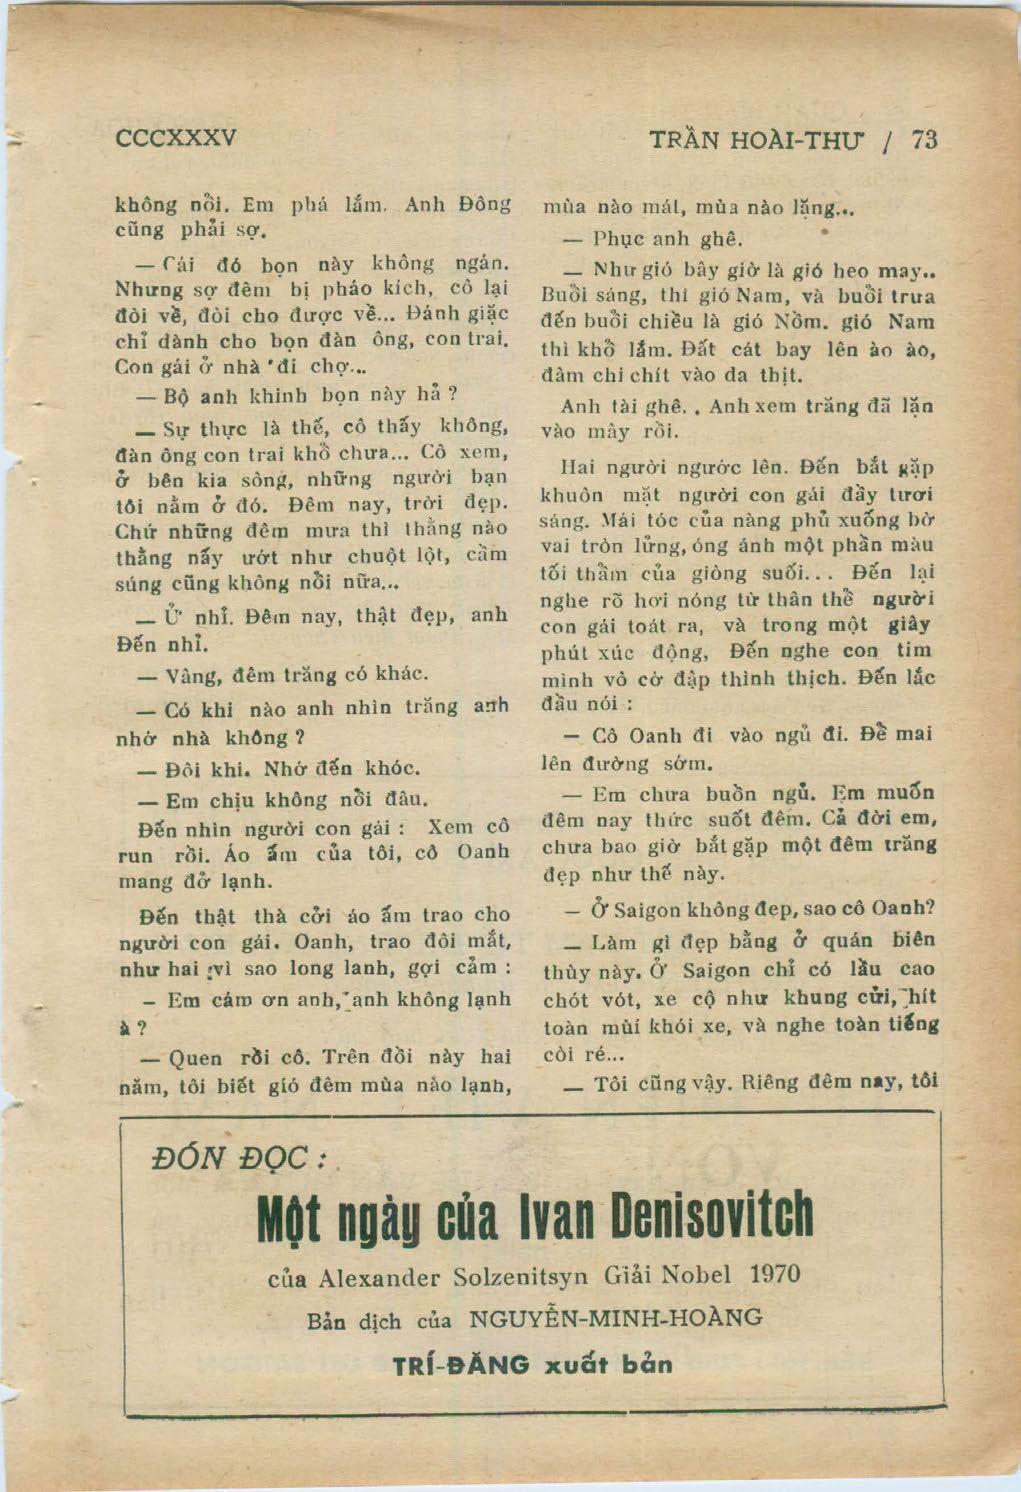 CCCXXXV
TRẦN HOÀI-THƯ / 73
không nổi. Em phá lắm. Anh Đông
cũng phải sợ.
— Cái đó bọn này không ngán.
Nhưng sợ đêm bị pháo kích, cô lại
đòi về, đòi cho được về... Đánh giặc
chỉ dành cho bọn đàn ông, con trai.
Con gái ở nhà đi chợ...
— Bộ anh khinh bọn này hả ?
— Sự thực là thế, cô thấy không,
đàn ông con trai khổ chưa... Cô xem,
ở bên kia sông, những người bạn
tôi nằm ở đó. Đêm nay, trời đẹp.
Chứ những đêm mưa thì thằng nào
thằng nấy ướt như chuột lột, cầm
súng cũng không nổi nữa...
— Ử nhỉ. Đêm nay, thật đẹp, anh
Đến nhỉ.
— Vâng, đêm trăng có khác.
— Có khi nào anh nhìn trăng anh
nhớ nhà không ?
— Đôi khi. Nhớ đến khóc.
— Em chịu không nổi đâu.
Đến nhìn người con gái : Xem cô
run rồi. Áo ấm của tôi, cô Oanh
mang đở lạnh.
Đến thật thà cởi áo ấm trao cho
người con gái. Oanh, trao đôi mắt,
như hai vì sao long lanh, gợi cảm :
— Em cám ơn anh, anh không lạnh
à ?
— Quen rồi cô. Trên đồi này hai
năm, tôi biết gió đêm mùa nào lạnh,
mùa nào mát, mùa nào lặng...
— Phục anh ghê.
— Như gió bây giờ là gió heo may..
Buổi sáng, thì gió Nam, và buổi trưa
đến buổi chiều là gió Nồm. gió Nam
thì khổ lắm. Đất cát bay lên ào ào,
đâm chi chít vào da thịt.
Anh tài ghê. . Anh xem trăng đã lặn
vào mây rồi.
Hai người ngước lên. Đến bắt gặp
khuôn mặt người con gái đầy tươi
sáng. Mái tóc của nàng phủ xuống bờ
vai tròn lửng, óng ánh một phần màu
tối thẫm của giòng suối... Đến lại
nghe rõ hơi nóng từ thân thể người
con gái toát ra, và trong một giây
phút xúc động, Đến nghe con tim
mình vô cở đập thình thịch. Đến lắc
đầu nói :
— Cô Oanh đi vào ngủ đi. Để mai
lên đường sớm.
— Em chưa buồn ngủ. Em muốn
đêm nay thức suốt đêm. Cả đời em,
chưa bao giờ bắt gặp một đêm trăng
đẹp như thế này.
— Ở Saigon không đẹp, sao cô Oanh?
— Làm gì đẹp bằng ở quán biên
thùy này. Ở Saigon chỉ có lầu cao
chót vót, xe cộ như khung cửi, hít
toàn mùi khói xe, và nghe toàn tiếng
còi ré...
— Tôi cũng vậy. Riêng đêm nay, tôi
ĐÓN ĐỌC :
Một ngày của Ivan Denisovitch
của Alexander Solzenitsyn Giải Nobel 1970
Bản dịch của NGUYỄN-MINH-HOÀNG
TRÍ-ĐĂNG xuất bản